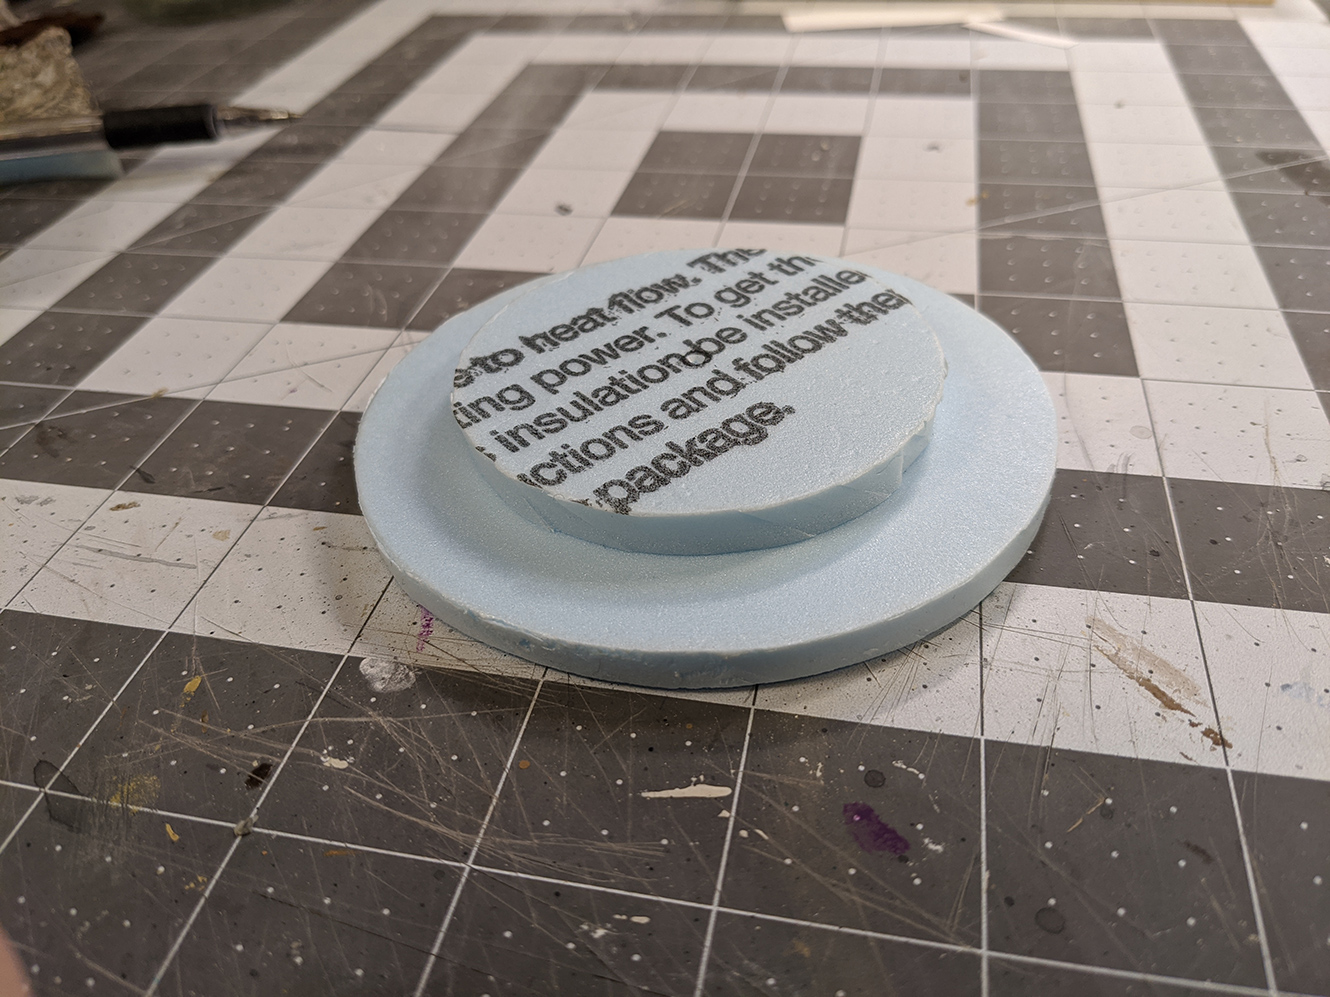 e to heat flow. The
ing power. To get th
insulation be installe
ctions and follow the
package.